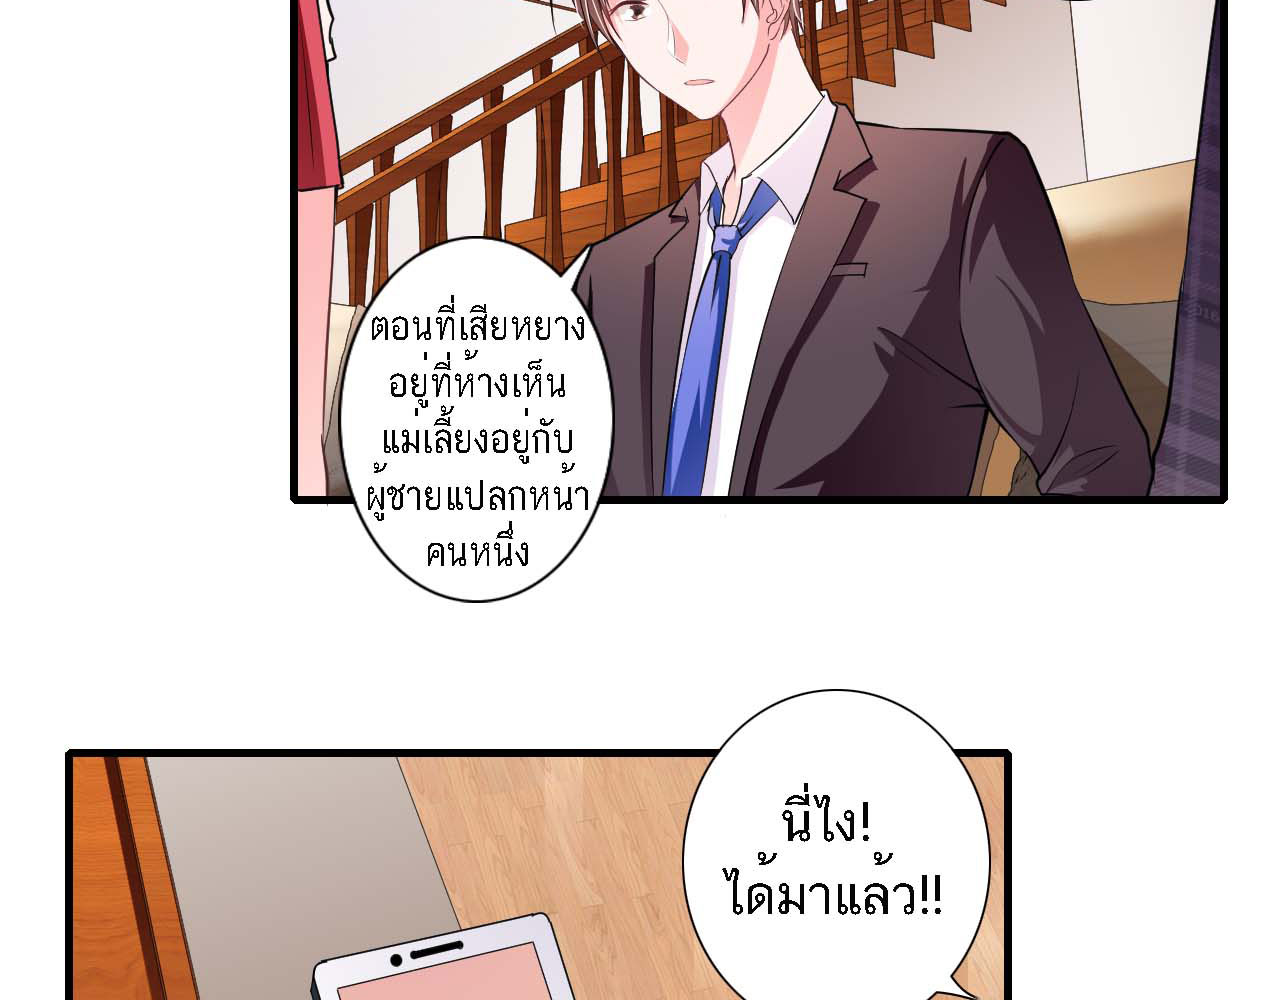 ตอนที่เสียหยาง
อยู่ที่ห้างเห็น
แม่เลี้ยงอยู่กับ
ผู้ชายแปลกหน้า
คนหนึ่ง
นี่ไง!
ได้มาแล้ว!!